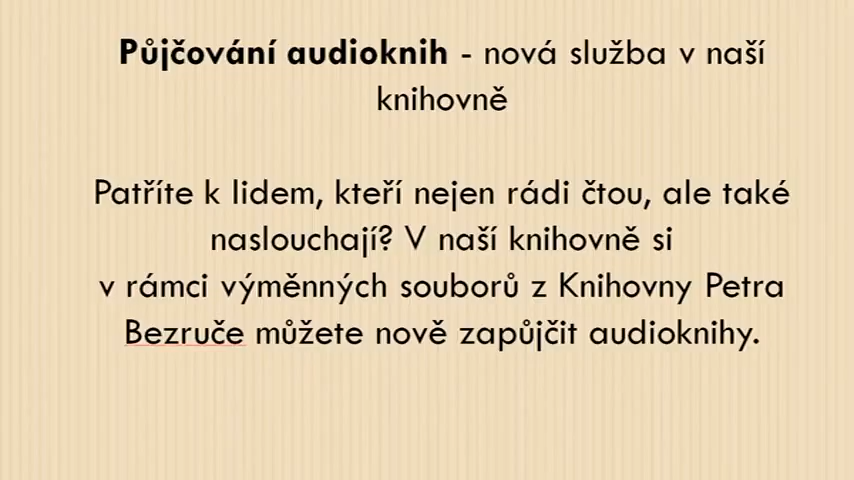 Půjčování audioknih - nová služba v naší
knihovně
Patříte k lidem, kteří nejen rádi čtou, ale také
naslouchají? V naší knihovně si
v rámci výměnných souborů z Knihovny Petra
Bezruče můžete nově zapůjčit audioknihy.